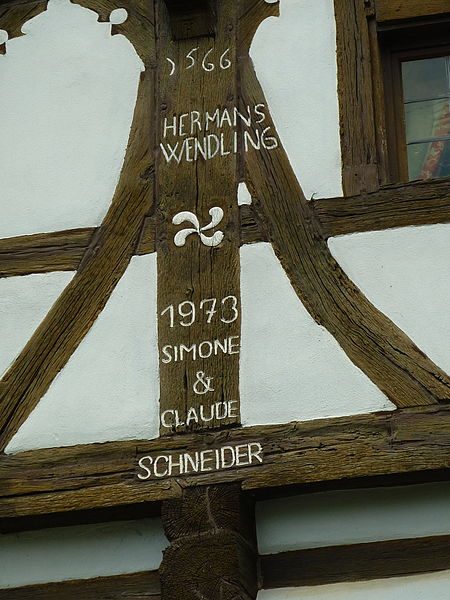 1566
HERMANS
WENDLING
1973
SIMONE
&
CLAUDE
SCHNEIDER